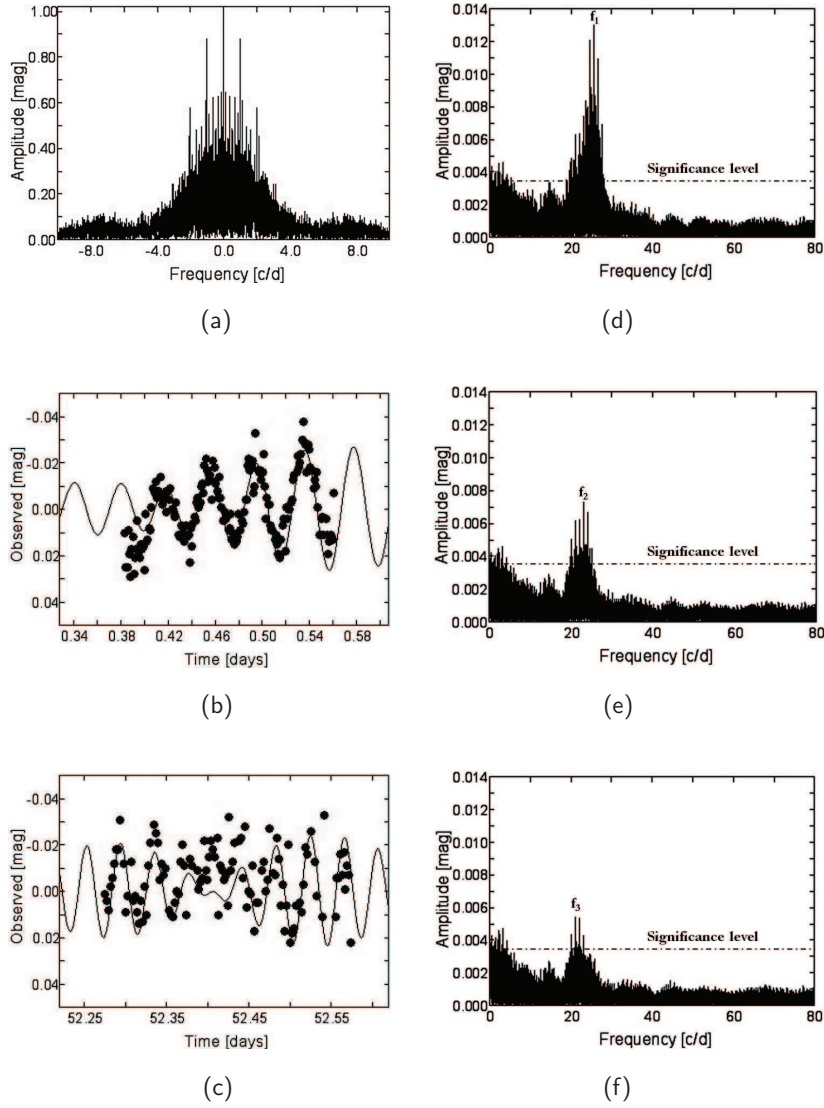 1.00
0.80
0.60
0.40
0.20
0.00
Amplitude [mag]
-8.0 -4.0 0.0 4.0 8.0
Frequency [c/d]
(a)
0.014
0.012
0.010
0.008
0.006
0.004
0.002
0.000
Amplitude [mag]
f1
Significance level
0 20 40 60 80
Frequency [c/d]
(d)
-0.04
-0.02
0.00
0.02
0.04
Observed [mag]
0.34 0.38 0.42 0.46 0.50 0.54 0.58
Time [days]
(b)
0.014
0.012
0.010
0.008
0.006
0.004
0.002
0.000
Amplitude [mag]
f2
Significance level
0 20 40 60 80
Frequency [c/d]
(e)
-0.04
-0.02
0.00
0.02
0.04
Observed [mag]
52.25 52.35 52.45 52.55
Time [days]
(c)
0.014
0.012
0.010
0.008
0.006
0.004
0.002
0.000
Amplitude [mag]
f3
Significance level
0 20 40 60 80
Frequency [c/d]
(f)